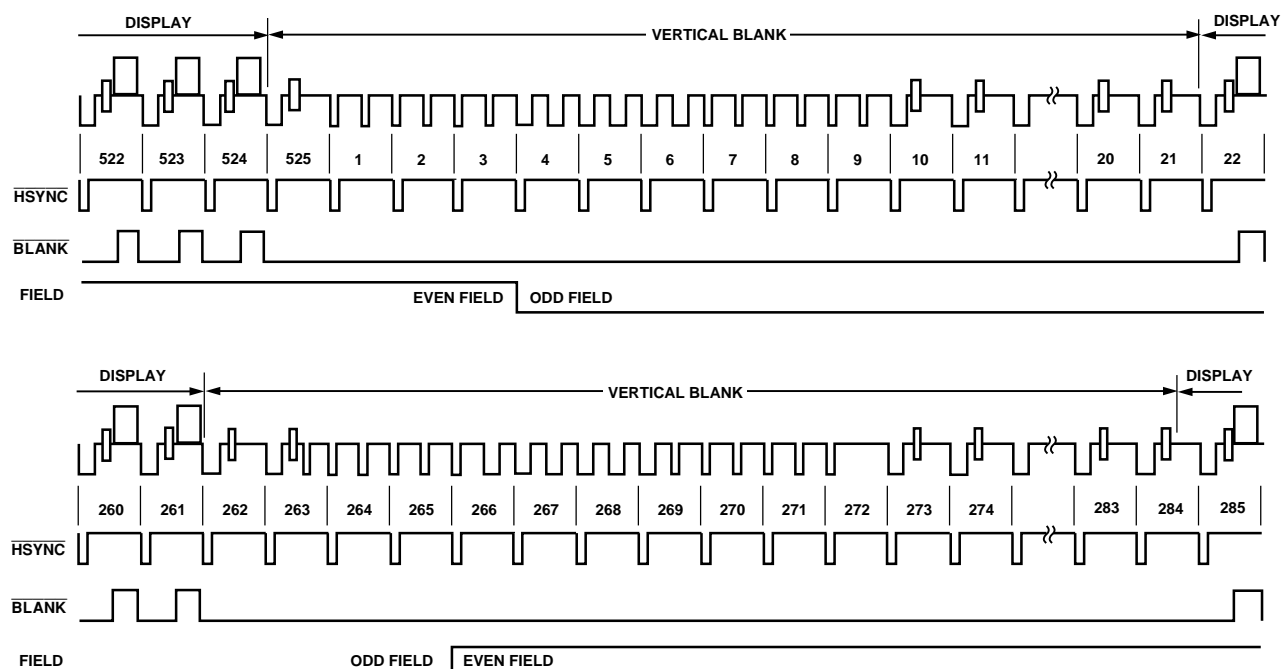 DISPLAY VERTICAL BLANK DISPLAY
522 523 524 525 1 2 3 4 5 6 7 8 9 10 11 20 21 22
HSYNC
BLANK
FIELD EVEN FIELD ODD FIELD
DISPLAY VERTICAL BLANK DISPLAY
260 261 262 263 264 265 266 267 268 269 270 271 272 273 274 283 284 285
HSYNC
BLANK
FIELD ODD FIELD EVEN FIELD